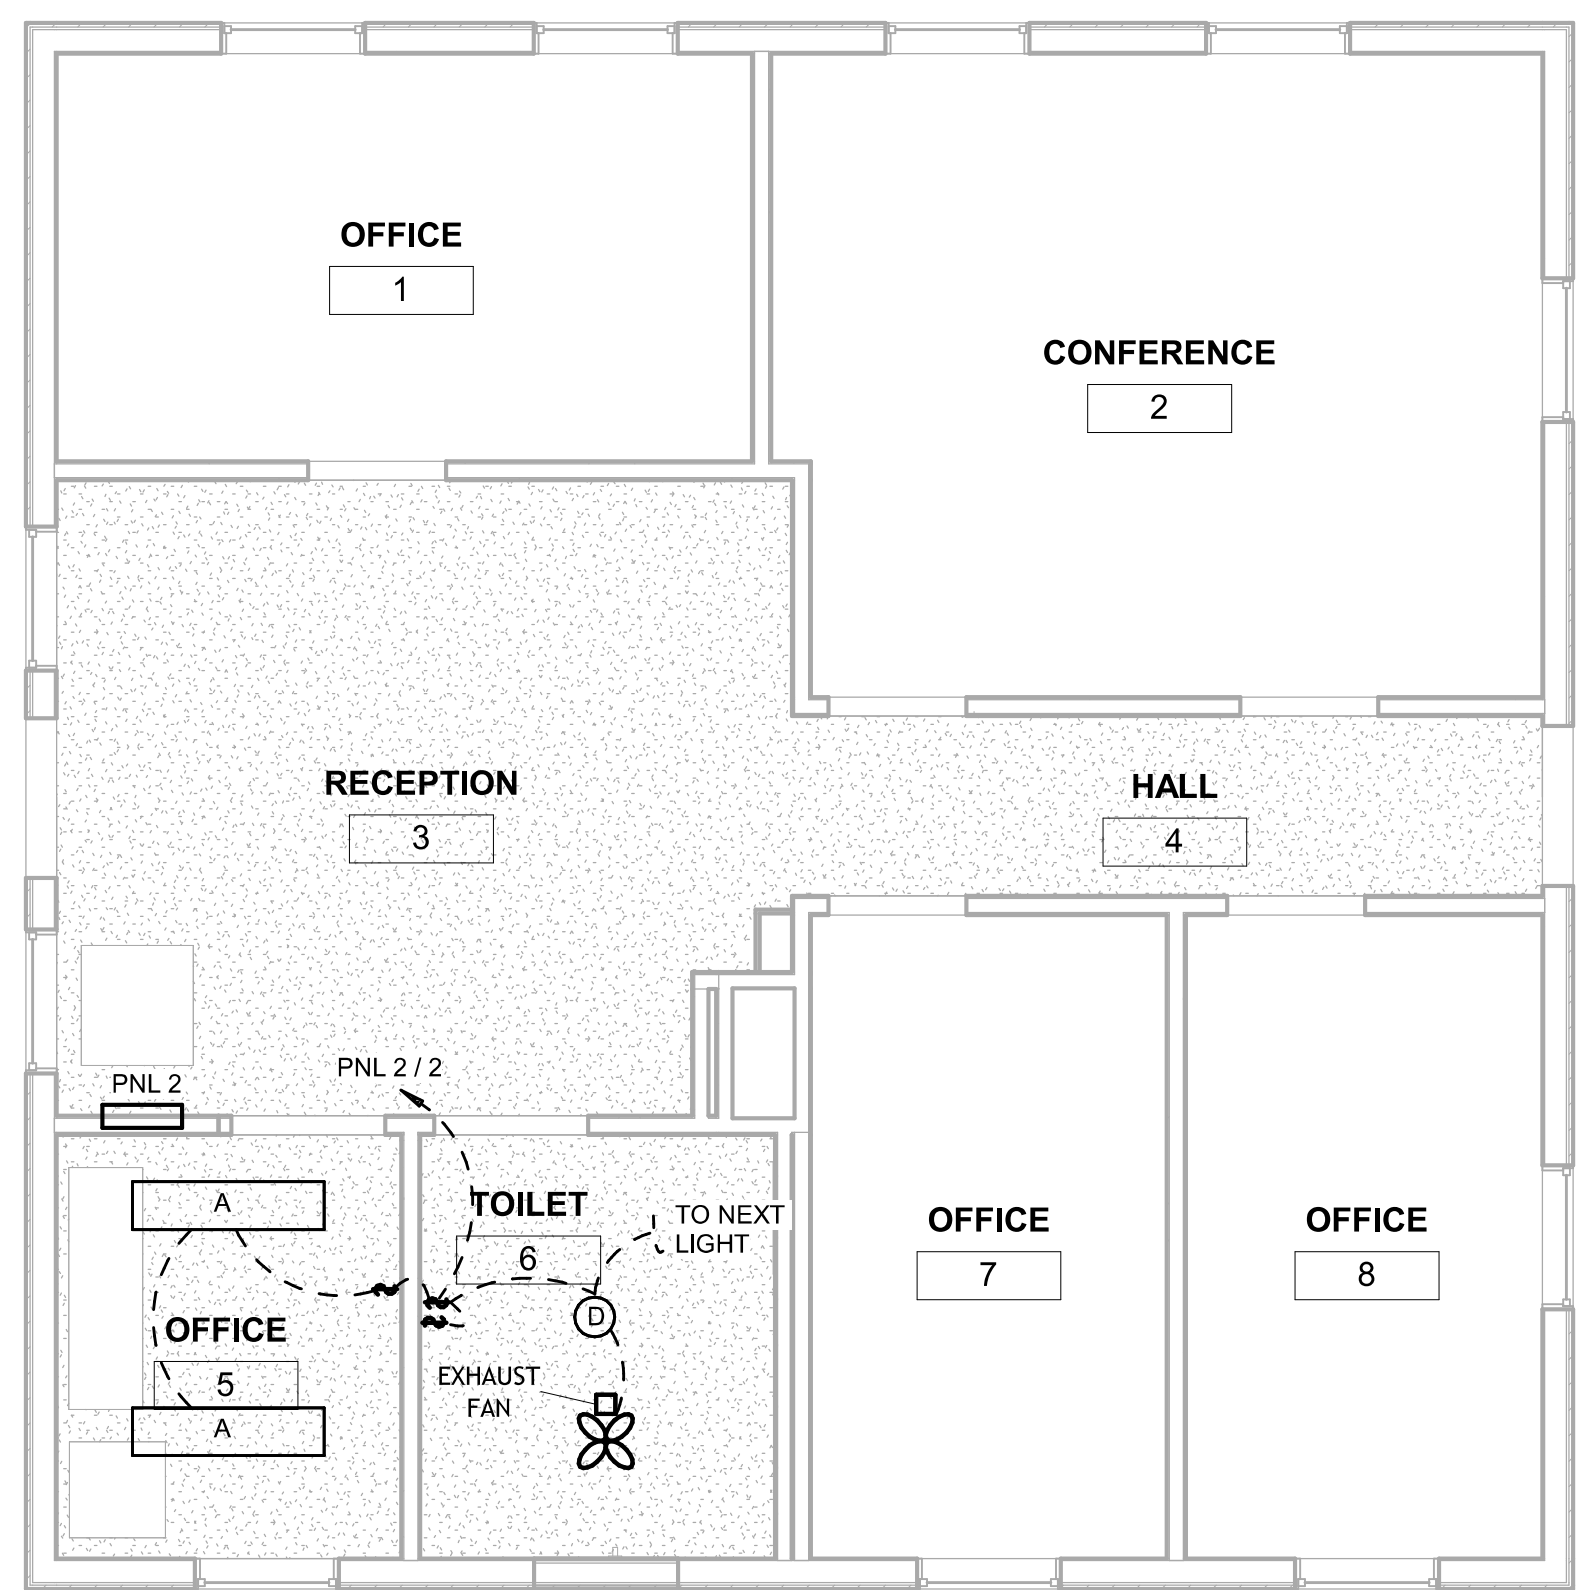 OFFICE
1
CONFERENCE
2
RECEPTION
3
HALL
4
PNL 2 / 2
PNL 2
A
TOILET
6
TO NEXT
LIGHT
OFFICE
7
OFFICE
8
D
OFFICE
5
A
EXHAUST
FAN